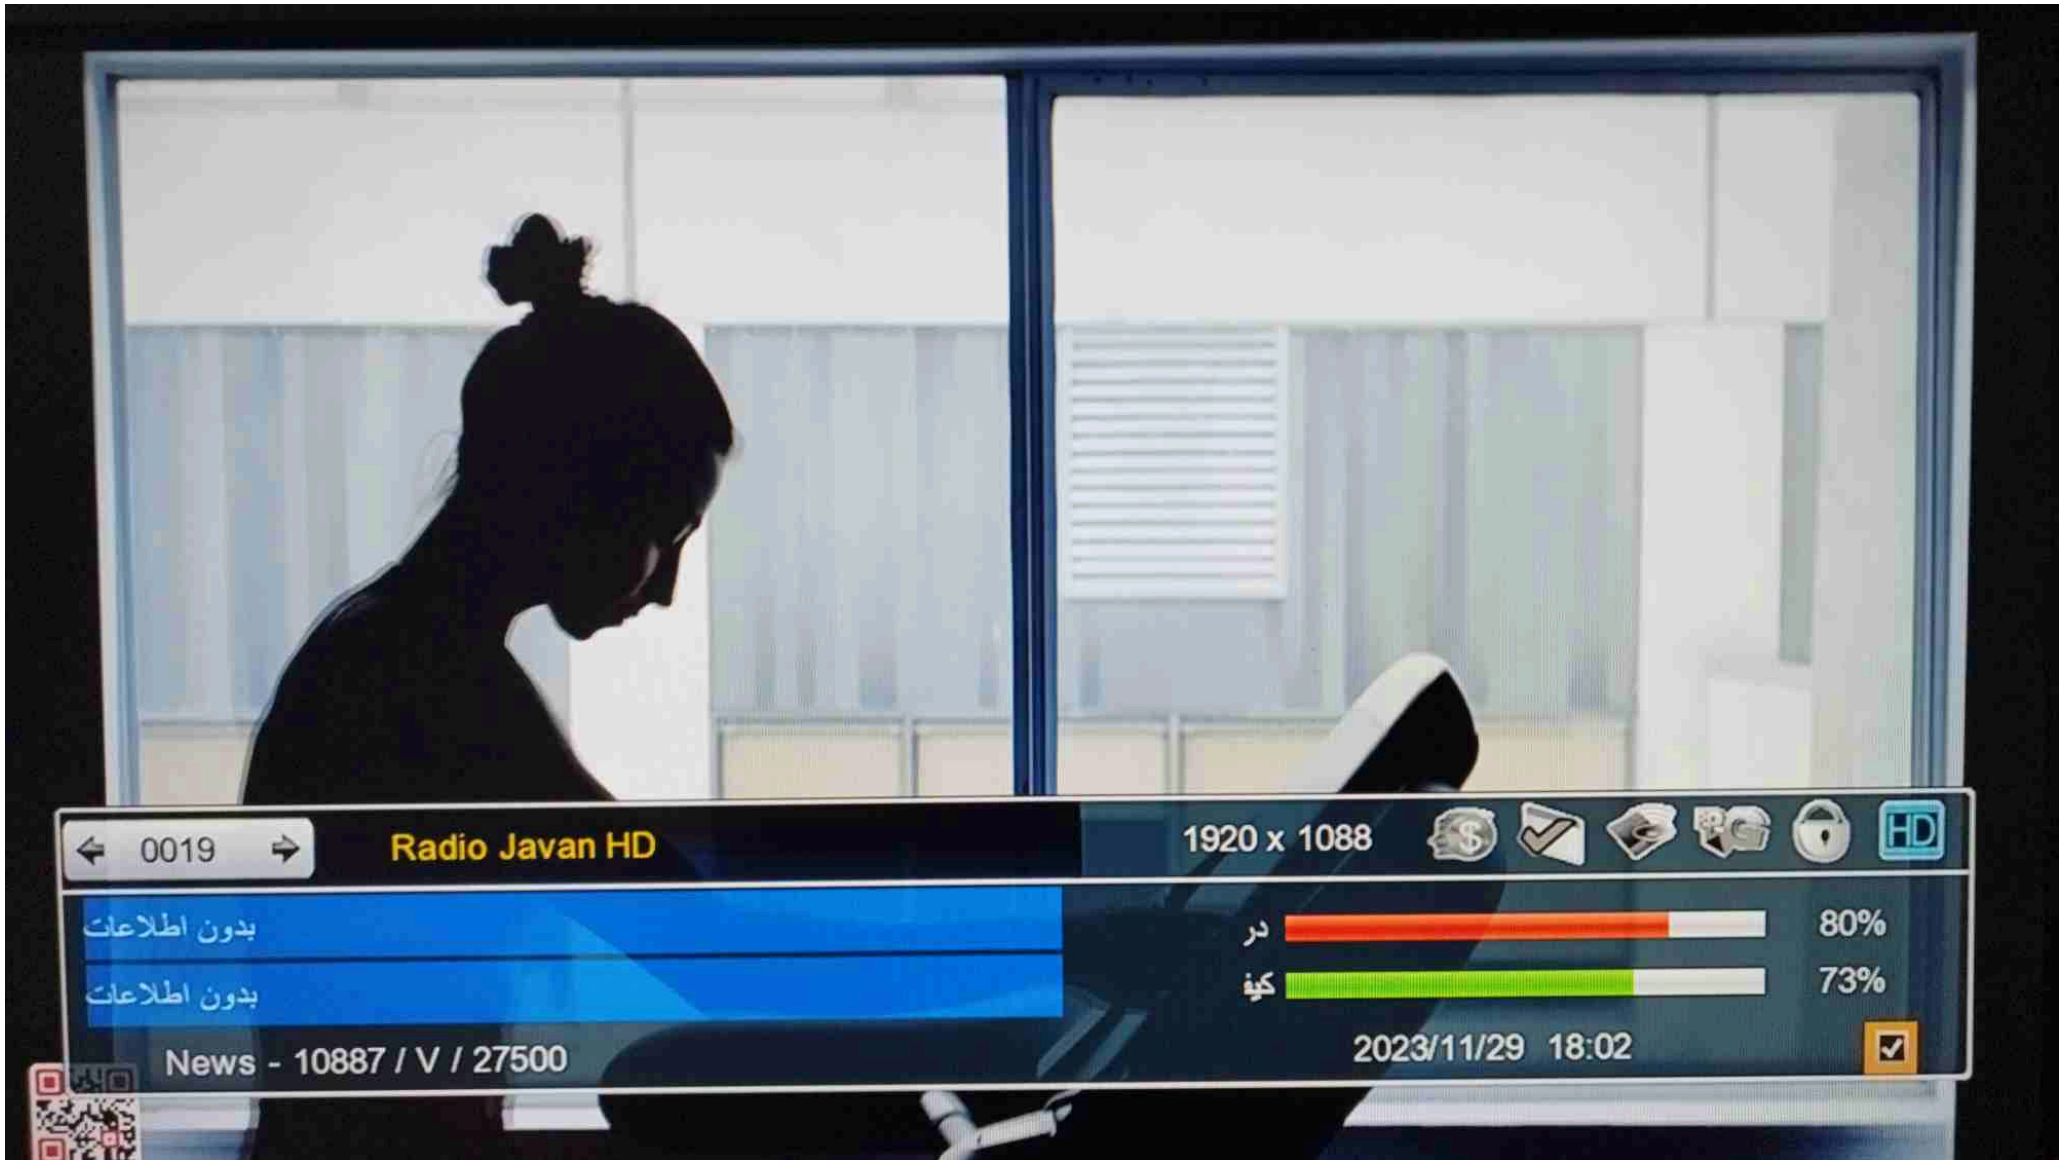 0019 Radio Javan HD 1920 x 1088 HD
بدون اطلاعات
در 80%
بدون اطلاعات
کیف 73%
News - 10887 / V / 27500 2023/11/29 18:02